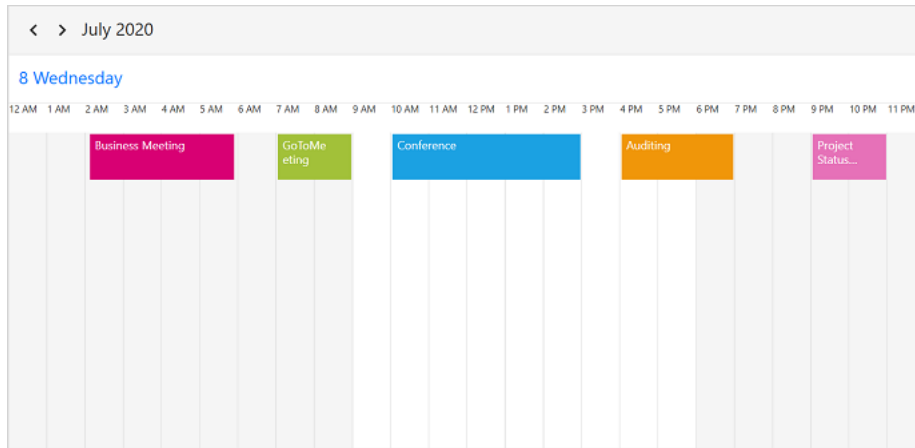 July 2020
8 Wednesday
12 AM 1 AM 2 AM 3 AM 4 AM 5 AM 6 AM 7 AM 8 AM 9 AM 10 AM 11 AM 12 PM 1 PM 2 PM 3 PM 4 PM 5 PM 6 PM 7 PM 8 PM 9 PM 10 PM 11 PM
Business Meeting GoToMe Conference Auditing Project
eting Status...